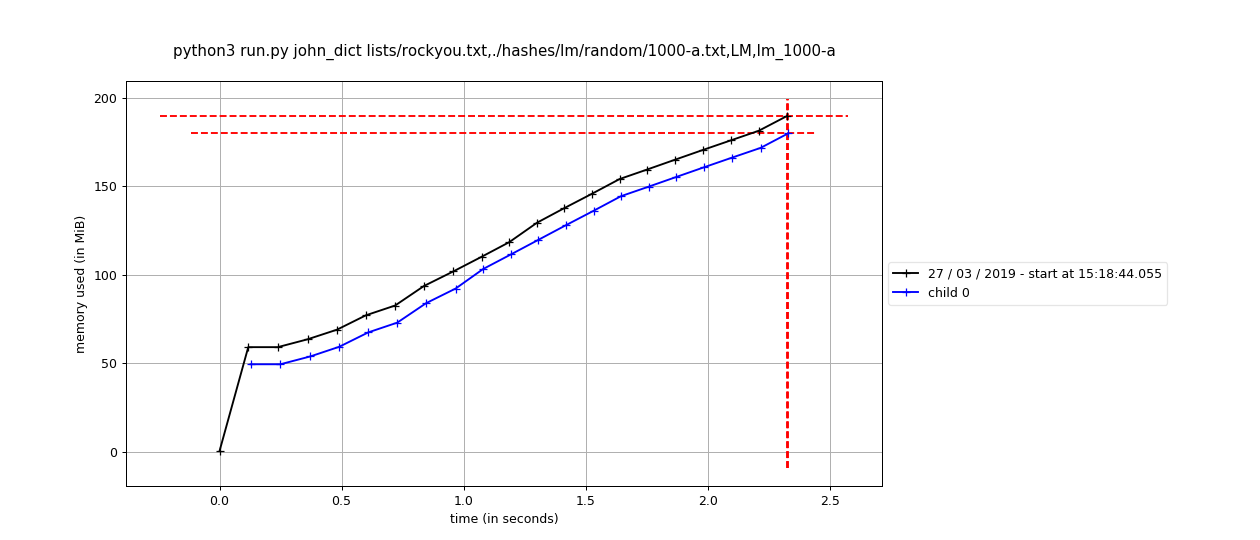 python3 run.py john_dict lists/rockyou.txt,./hashes/lm/random/1000-a.txt,LM,lm_1000-a
200
150
100
50
0
memory used (in MiB)
0.0 0.5 1.0 1.5 2.0 2.5
time (in seconds)
27 / 03 / 2019 - start at 15:18:44.055
child 0